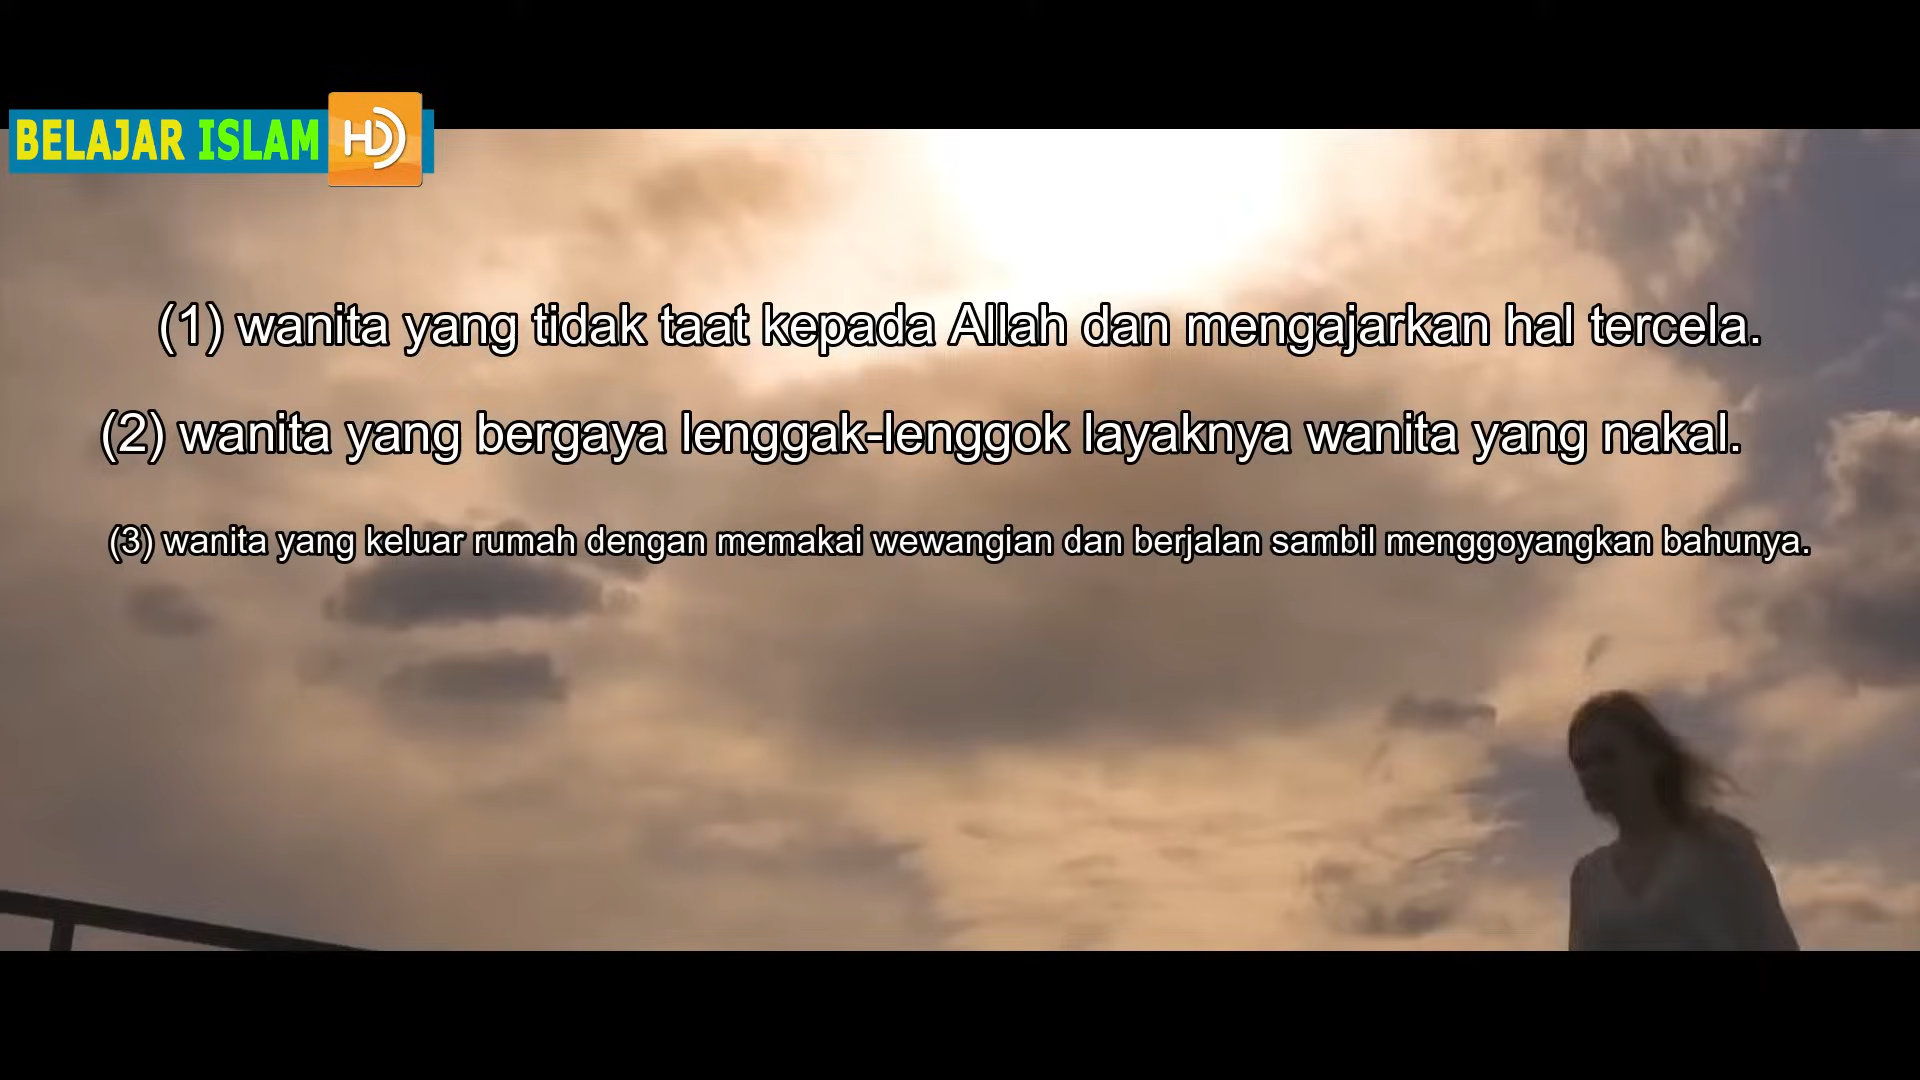 BELAJAR ISLAM HD
(1) wanita yang tidak taat kepada Allah dan mengajarkan hal tercela.
(2) wanita yang bergaya lenggak-lenggok layaknya wanita yang nakal.
(3) wanita yang keluar rumah dengan memakai wewangian dan berjalan sambil menggoyangkan bahunya.